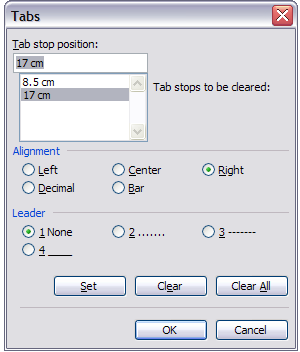 Tabs
Tab stop position:
17 cm
8.5 cm
17 cm
Tab stops to be cleared:
Alignment
Left Center Right
Decimal Bar
Leader
1 None 2 ....... 3 -------
4 ____
Set Clear Clear All
OK Cancel